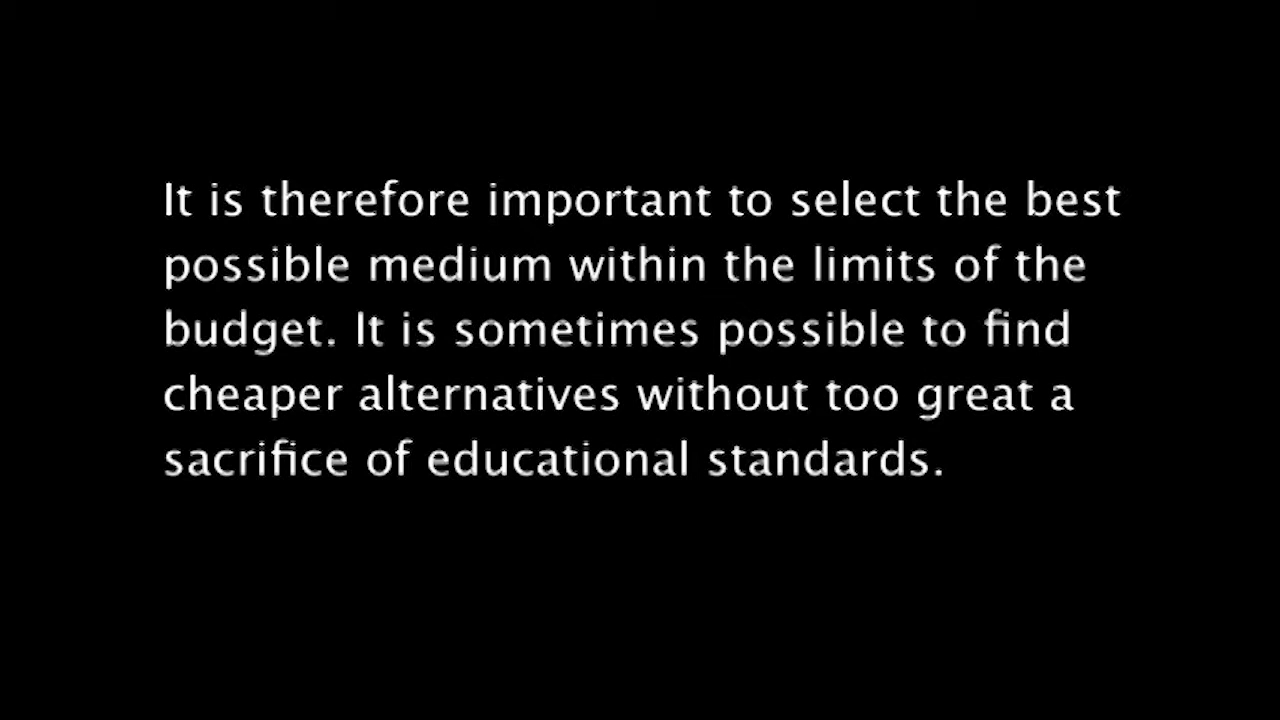 It is therefore important to select the best
possible medium within the limits of the
budget. It is sometimes possible to find
cheaper alternatives without too great a
sacrifice of educational standards.